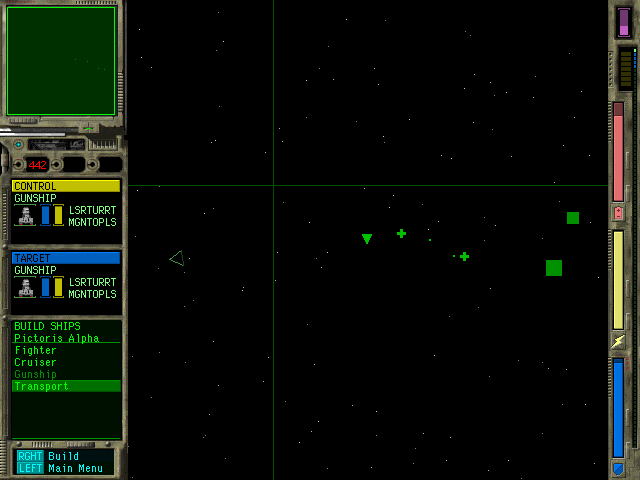 442
CONTROL
GUNSHIP
LSRTURRT
MGNTOPLS
TARGET
GUNSHIP
LSRTURRT
MGNTOPLS
BUILD SHIPS
Pictoris Alpha
Fighter
Cruiser
Gunship
Transport
RGHT Build
LEFT Main Menu